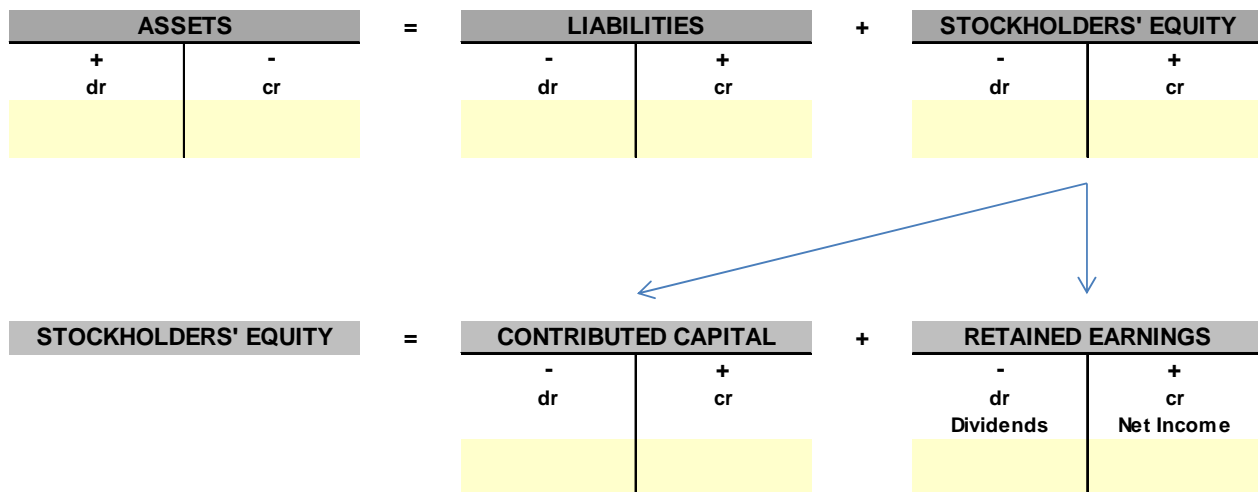 ASSETS = LIABILITIES + STOCKHOLDERS' EQUITY
+ - - + - +
dr cr dr cr dr cr
STOCKHOLDERS' EQUITY = CONTRIBUTED CAPITAL + RETAINED EARNINGS
- + - +
dr cr dr cr
Dividends Net Income